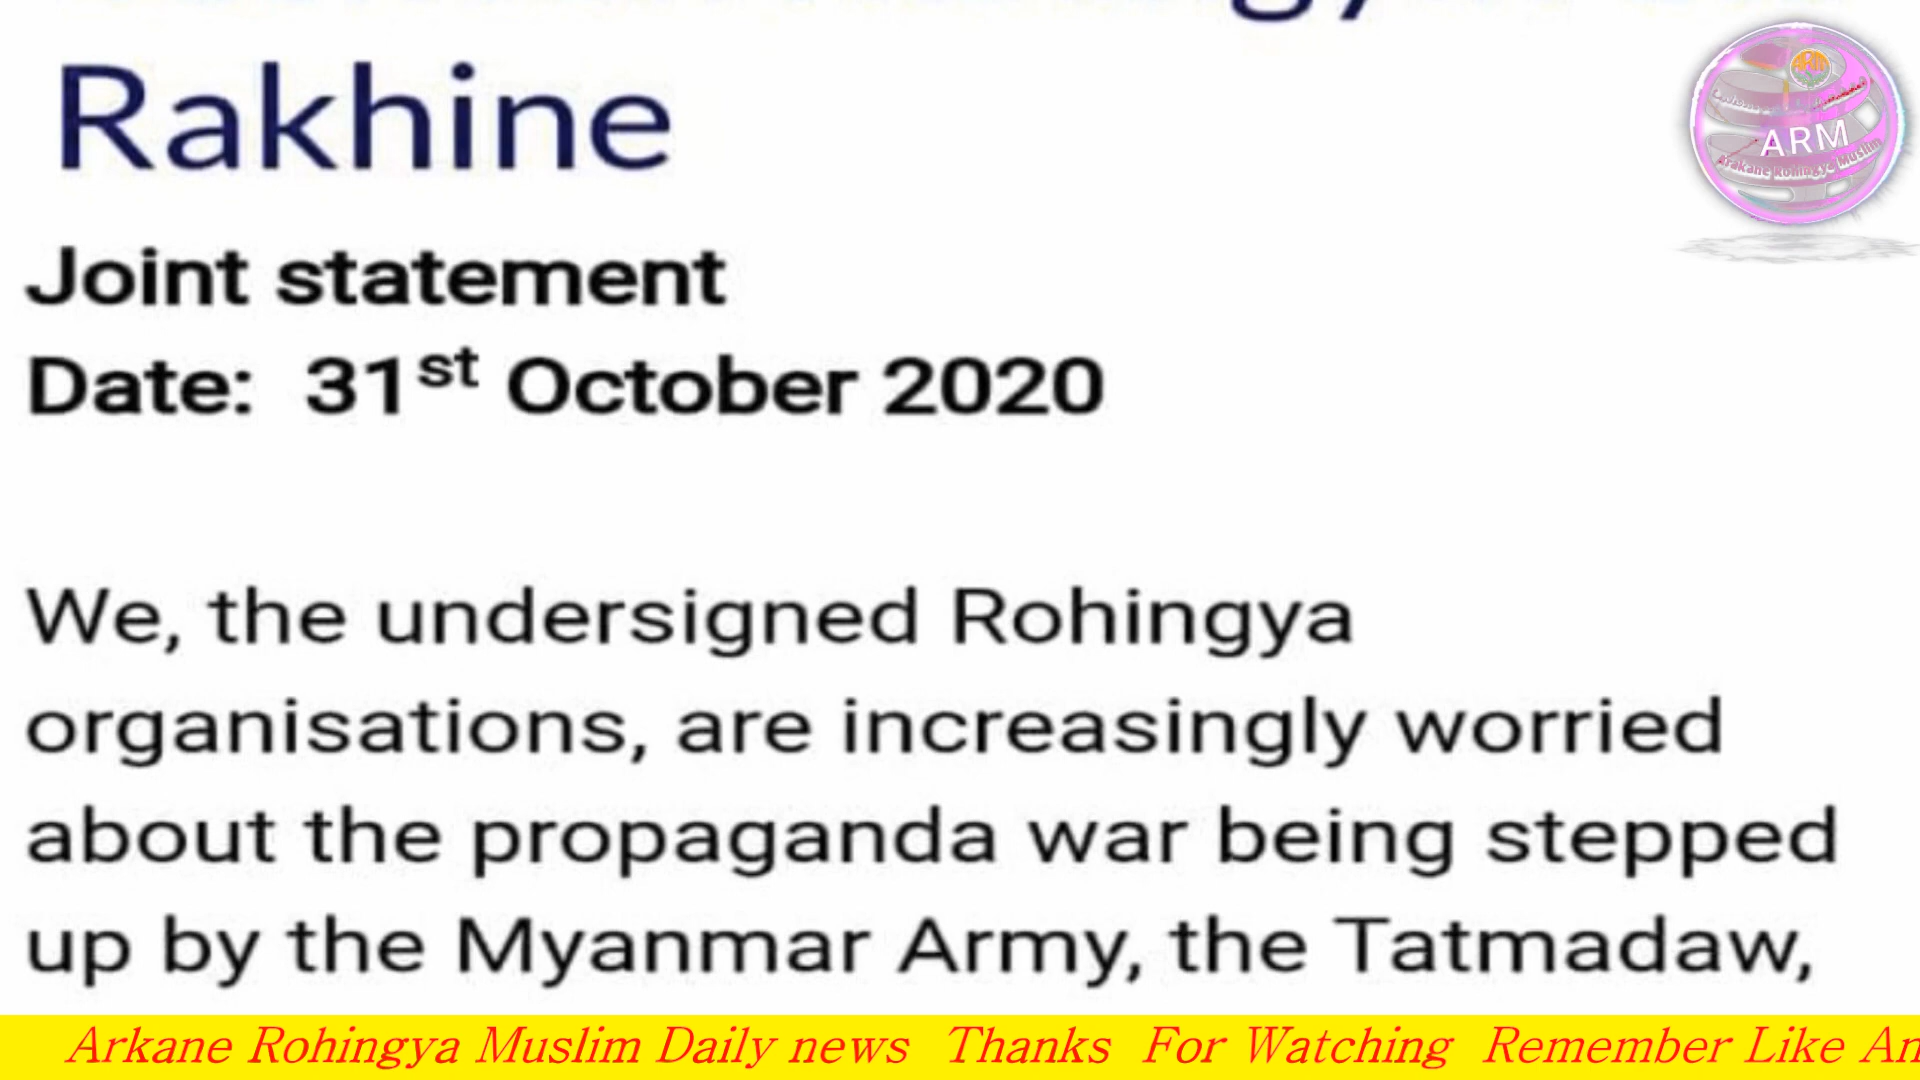 Rakhine
ARM
Arakane Rohingya Muslim
Joint statement
Date: 31st October 2020
We, the undersigned Rohingya
organisations, are increasingly worried
about the propaganda war being stepped
up by the Myanmar Army, the Tatmadaw,
Arkane Rohingya Muslim Daily news Thanks For Watching Remember Like An